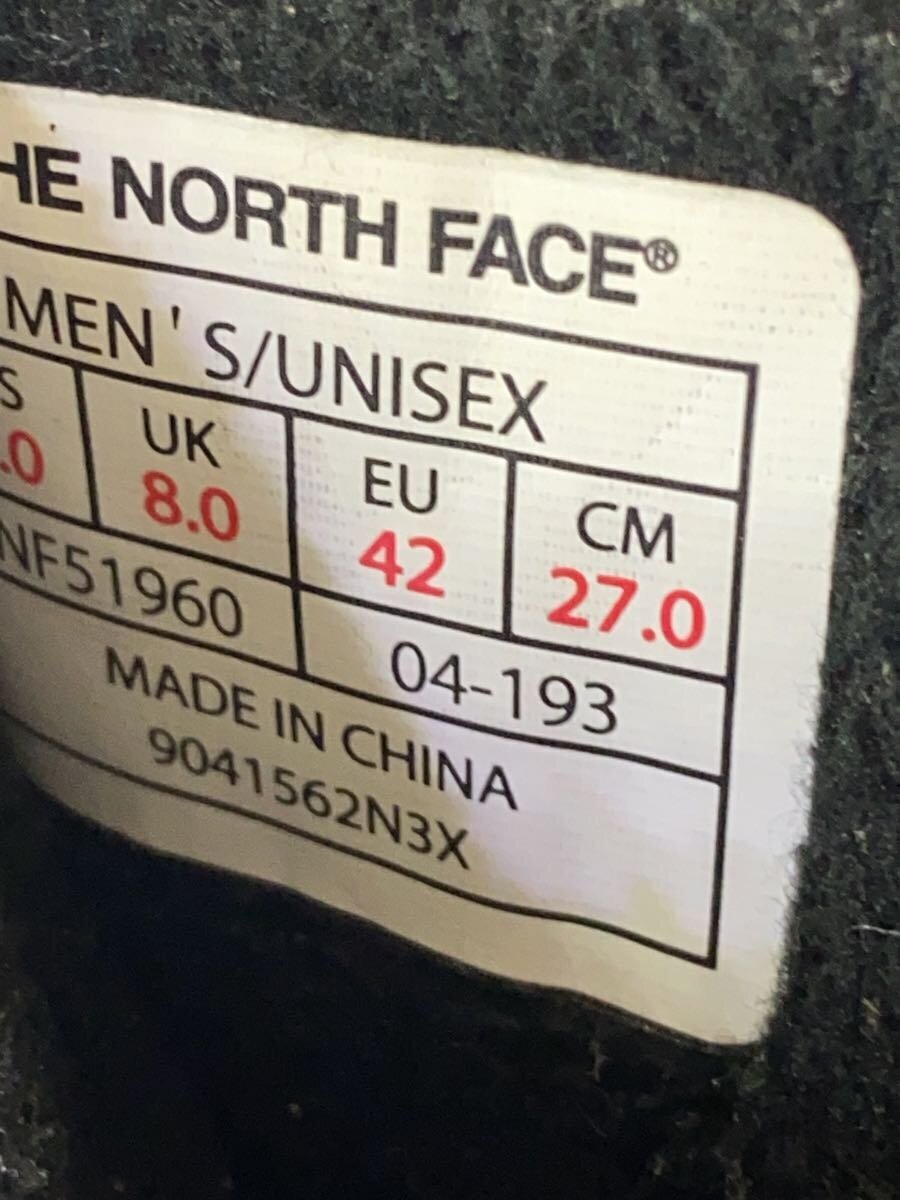 HE NORTH FACE®
MEN'S/UNISEX
S UK EU CM
.0 8.0 42 27.0
NF51960 04-193
MADE IN CHINA
9041562N3X